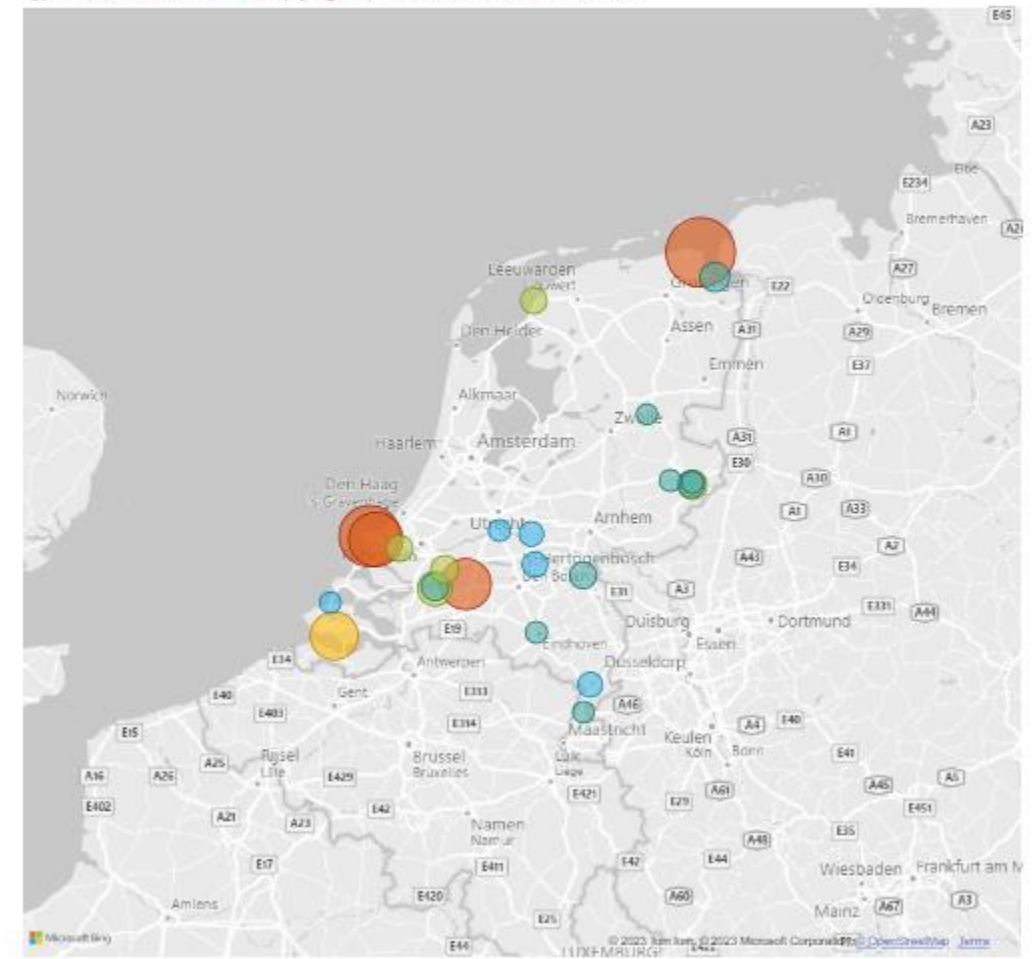 E45
A23
Elbe
E234
Bremerhaven
A27
Leeuwarden
E22
Oldenburg
Bremen
Assen
A31
A29
Den Helder
Emmen
E37
Norwich
Alkmaar
Haarlem
Amsterdam
A31
A1
E30
A30
Den Haag
's-Gravenhage
A1
A33
Arnhem
A2
A43
E34
E31
A3
E331
A44
Duisburg
Dortmund
E19
Essen
Eindhoven
E34
Antwerpen
Dusseldorp
E40
Gent
E313
A46
E403
E314
Maastricht
A4
E40
E15
Keulen
Köln
Bonn
Rijsel
Lille
Brussel
Bruxelles
Luik
Liege
E41
A16
A26
A25
E429
A61
A45
A5
E402
E421
E29
E451
A21
A23
E42
Namen
Namur
A48
E35
E17
E411
E42
E44
Wiesbaden
Frankfurt am M
E420
A60
Mainz
A67
A3
Amiens
E25
Microsoft Bing
E44
LUXEMBURG
© 2023 TomTom, © 2023 Microsoft Corporation, © OpenStreetMap Terms